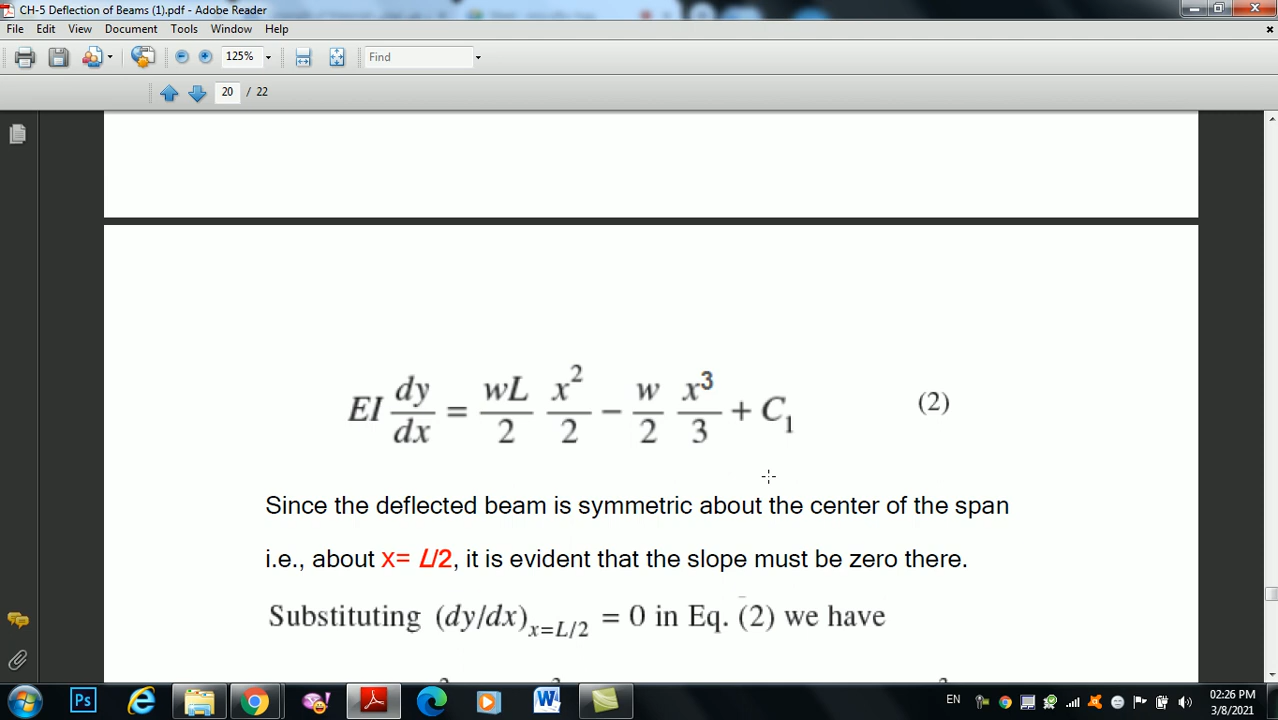 CH-5 Deflection of Beams (1).pdf - Adobe Reader
File Edit View Document Tools Window Help
125% Find
20 / 22
EI dy/dx = wL/2 x²/2 − w/2 x³/3 + C₁ (2)
Since the deflected beam is symmetric about the center of the span
i.e., about x= L/2, it is evident that the slope must be zero there.
Substituting (dy/dx)x=L/2 = 0 in Eq. (2) we have
Ps W EN 02:26 PM
3/8/2021